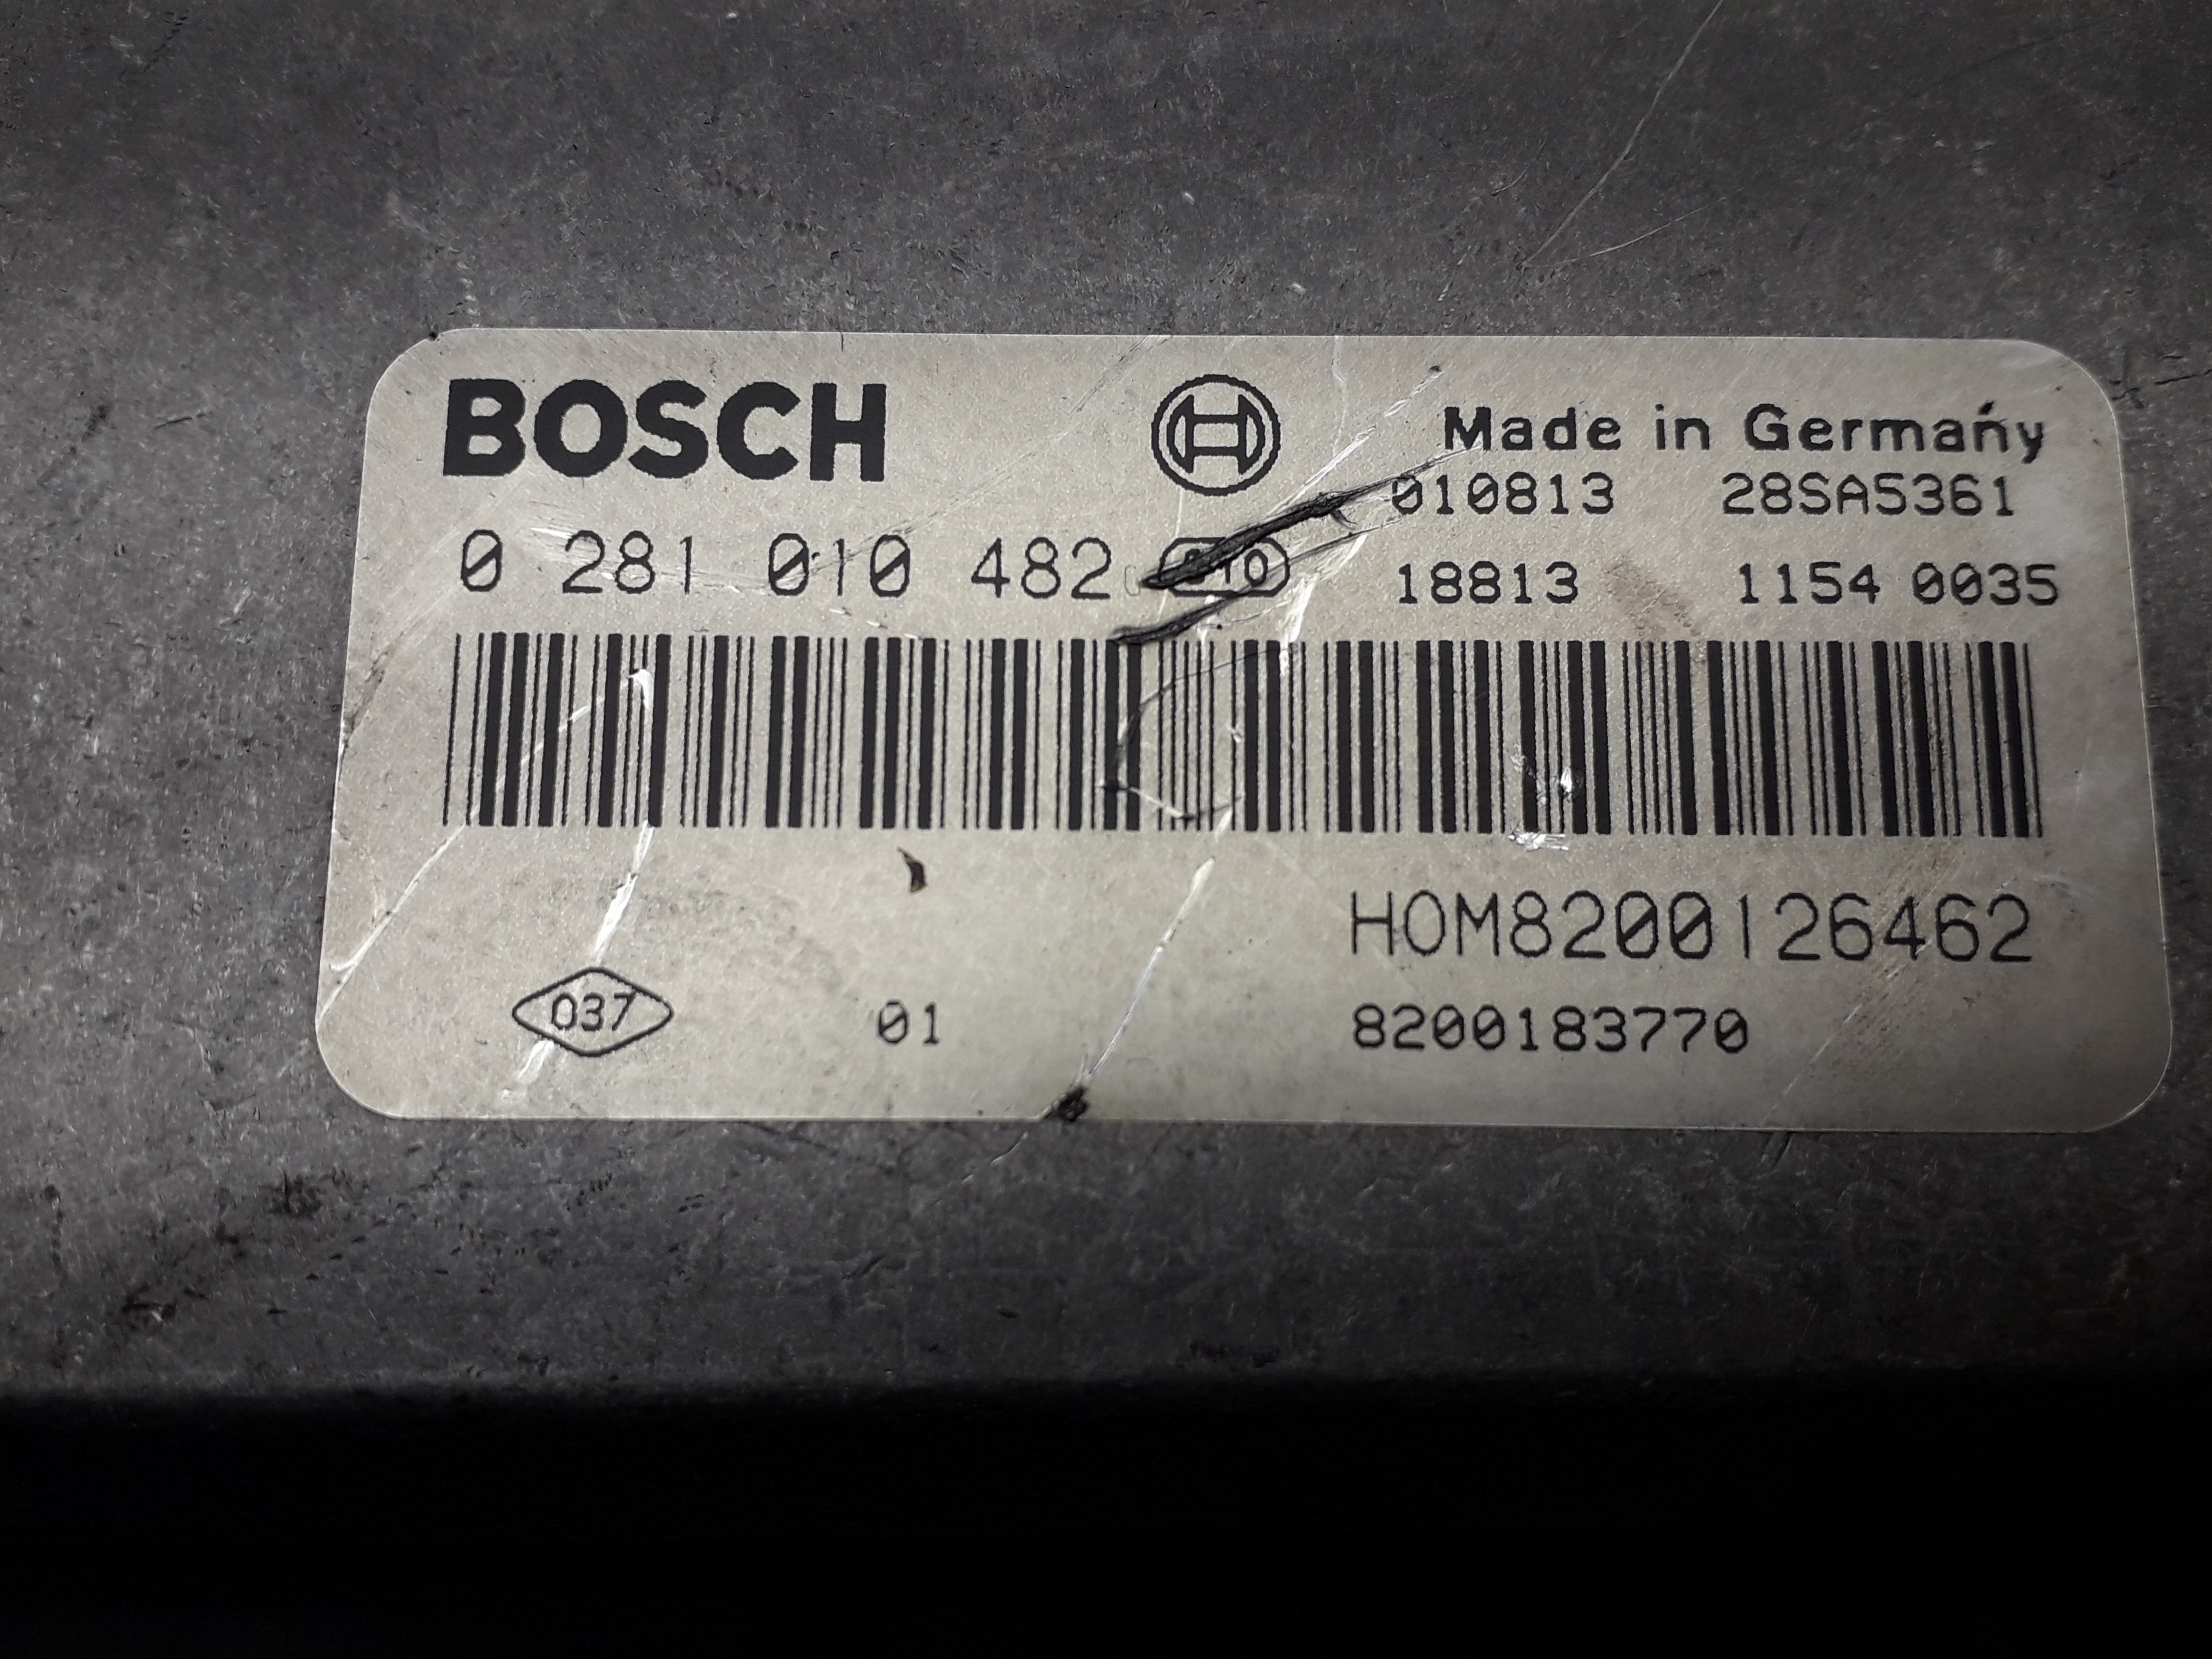 BOSCH
Made in Germany
010813 28SA5361
0 281 010 482
18813 1154 0035
HOM8200126462
037 01 8200183770